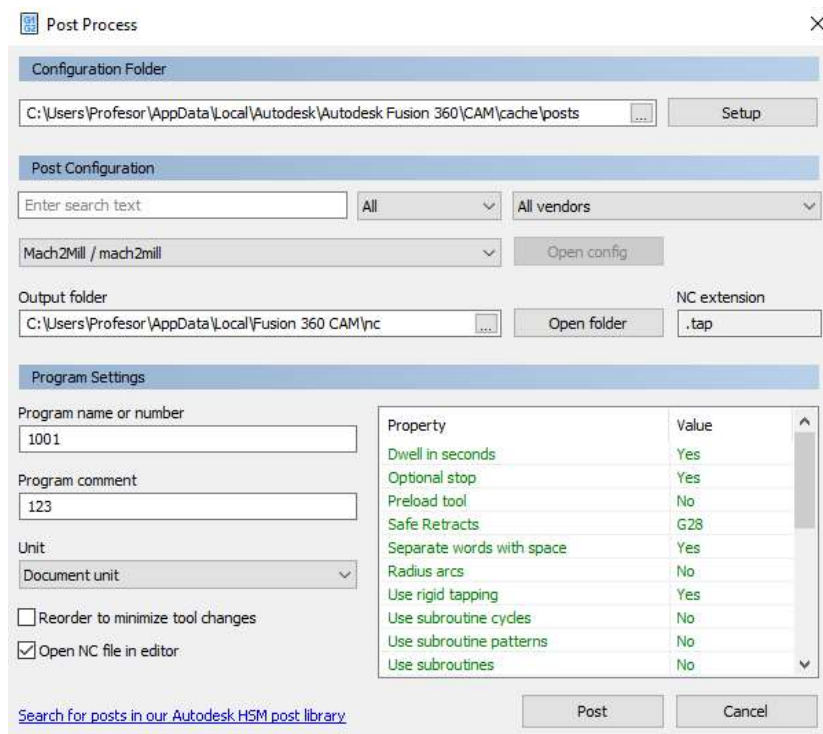 G1
G2
Post Process
Configuration Folder
C:\Users\Profesor\AppData\Local\Autodesk\Autodesk Fusion 360\CAM\cache\posts
...
Setup
Post Configuration
Enter search text
All
All vendors
Mach2Mill / mach2mill
Open config
Output folder
NC extension
C:\Users\Profesor\AppData\Local\Fusion 360 CAM\nc
...
Open folder
.tap
Program Settings
Program name or number
1001
Program comment
123
Unit
Document unit
Reorder to minimize tool changes
Open NC file in editor
Property Value
Dwell in seconds Yes
Optional stop Yes
Preload tool No
Safe Retracts G28
Separate words with space Yes
Radius arcs No
Use rigid tapping Yes
Use subroutine cycles No
Use subroutine patterns No
Use subroutines No
Search for posts in our Autodesk HSM post library
Post
Cancel